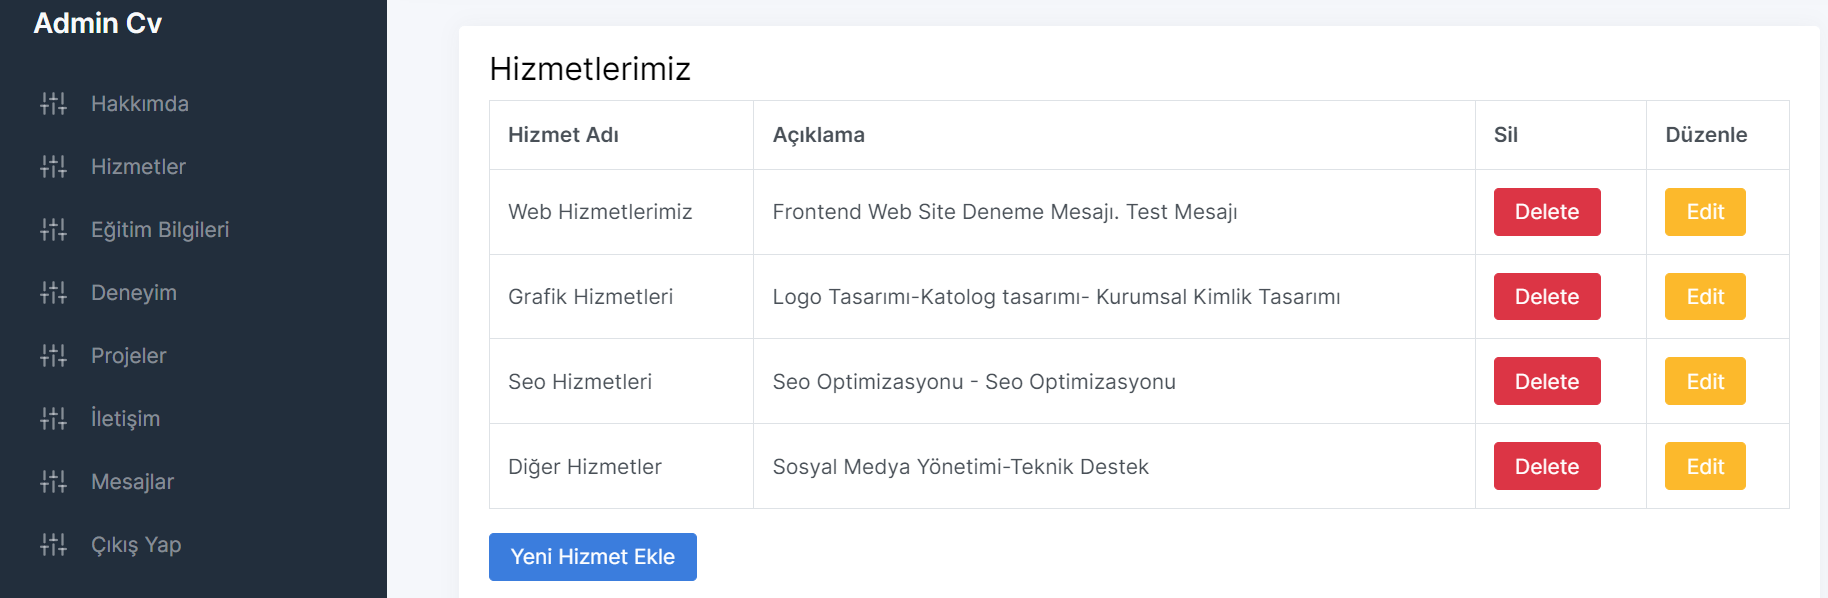 Admin Cv
Hakkımda
Hizmetler
Eğitim Bilgileri
Deneyim
Projeler
İletişim
Mesajlar
Çıkış Yap
Hizmetlerimiz
Hizmet Adı Açıklama Sil Düzenle
Web Hizmetlerimiz Frontend Web Site Deneme Mesajı. Test Mesajı Delete Edit
Grafik Hizmetleri Logo Tasarımı-Katolog tasarımı- Kurumsal Kimlik Tasarımı Delete Edit
Seo Hizmetleri Seo Optimizasyonu - Seo Optimizasyonu Delete Edit
Diğer Hizmetler Sosyal Medya Yönetimi-Teknik Destek Delete Edit
Yeni Hizmet Ekle